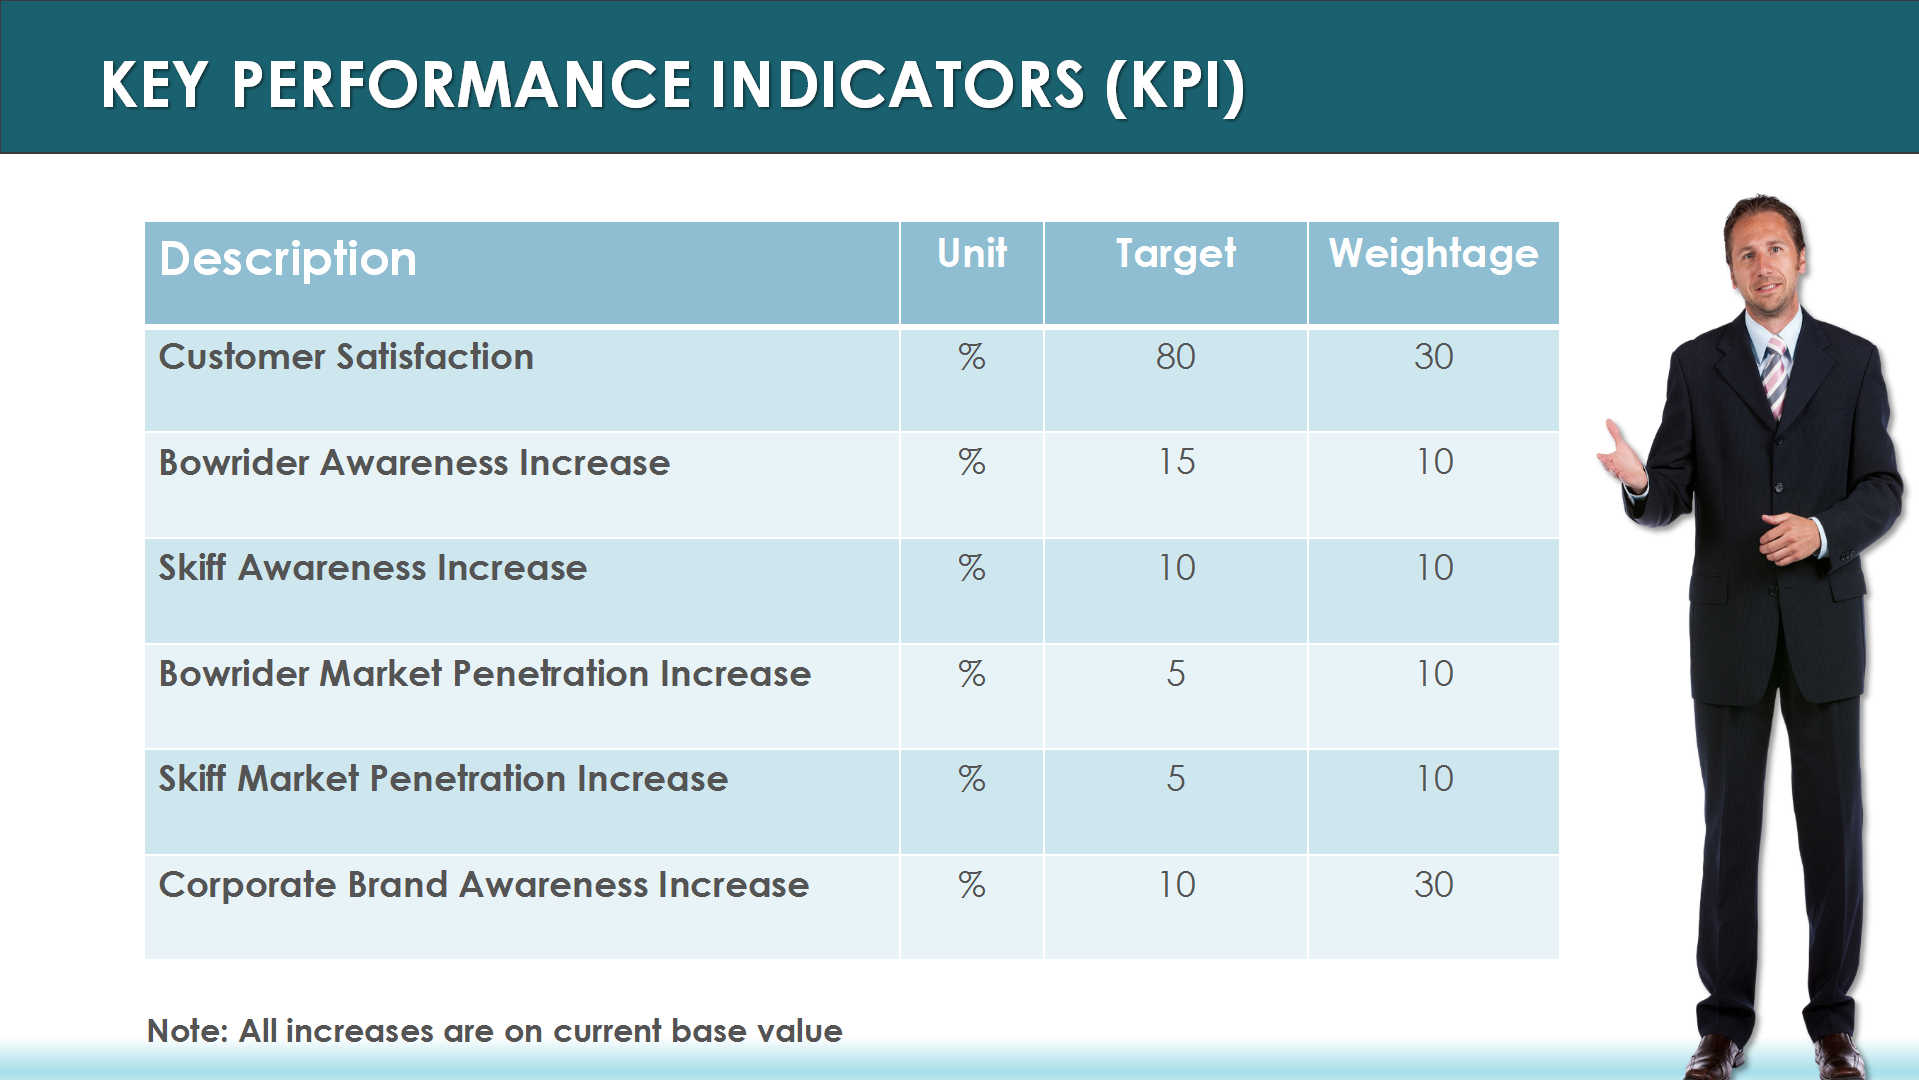 KEY PERFORMANCE INDICATORS (KPI)
Description Unit Target Weightage
Customer Satisfaction % 80 30
Bowrider Awareness Increase % 15 10
Skiff Awareness Increase % 10 10
Bowrider Market Penetration Increase % 5 10
Skiff Market Penetration Increase % 5 10
Corporate Brand Awareness Increase % 10 30
Note: All increases are on current base value